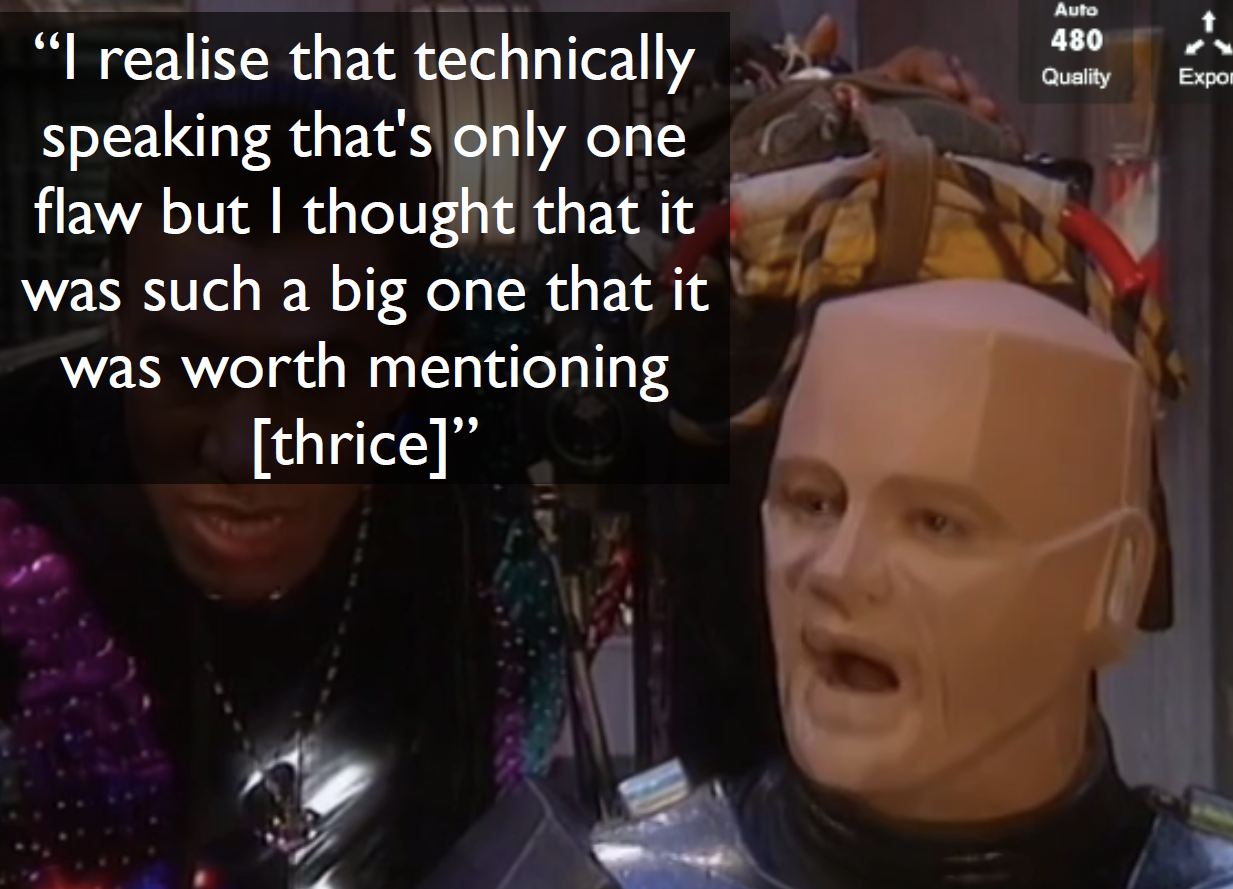 “I realise that technically
speaking that's only one
flaw but I thought that it
was such a big one that it
was worth mentioning
[thrice]”
Auto
480
Quality